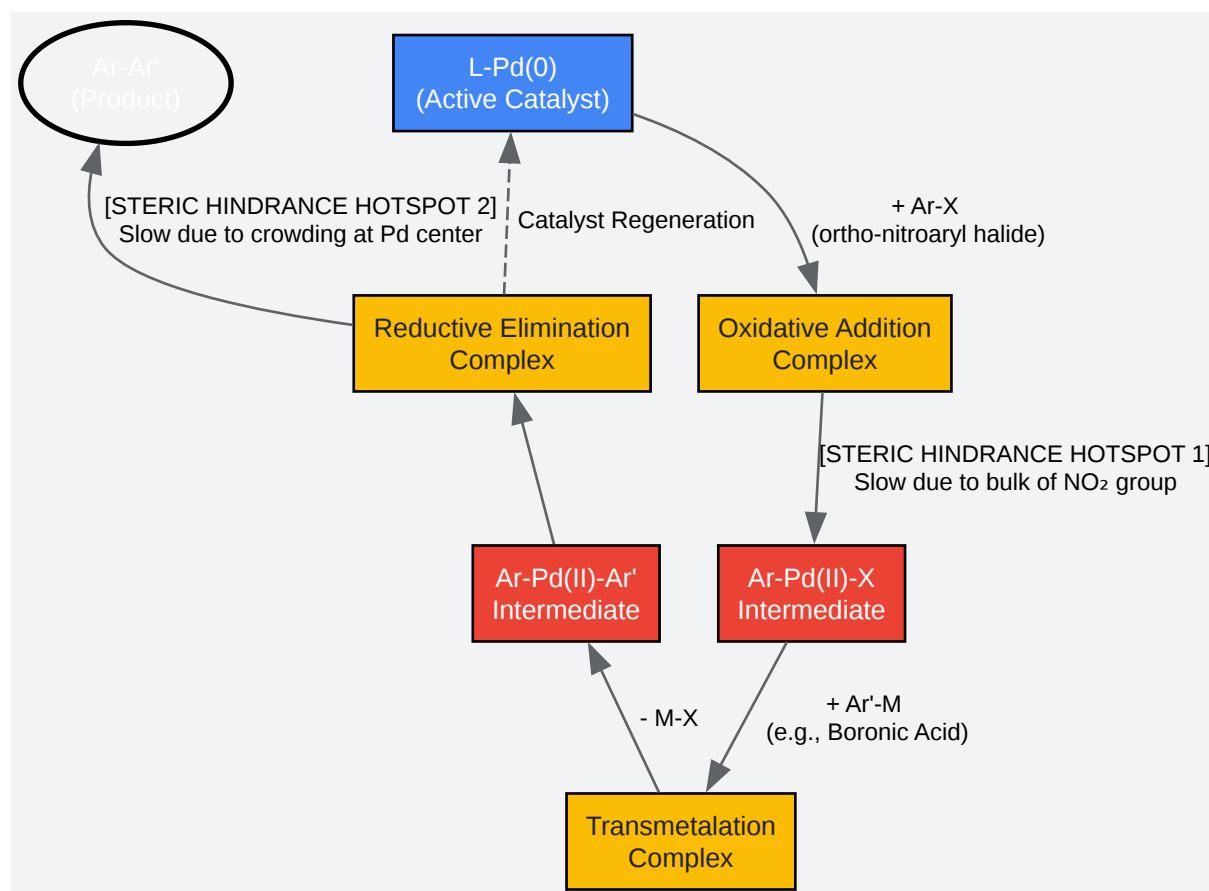 Ar-Ar'
(Product)
L-Pd(0)
(Active Catalyst)
[STERIC HINDRANCE HOTSPOT 2]
Slow due to crowding at Pd center
Catalyst Regeneration
+ Ar-X
(ortho-nitroaryl halide)
Reductive Elimination
Complex
Oxidative Addition
Complex
[STERIC HINDRANCE HOTSPOT 1]
Slow due to bulk of NO₂ group
Ar-Pd(II)-Ar'
Intermediate
Ar-Pd(II)-X
Intermediate
- M-X
+ Ar'-M
(e.g., Boronic Acid)
Transmetalation
Complex